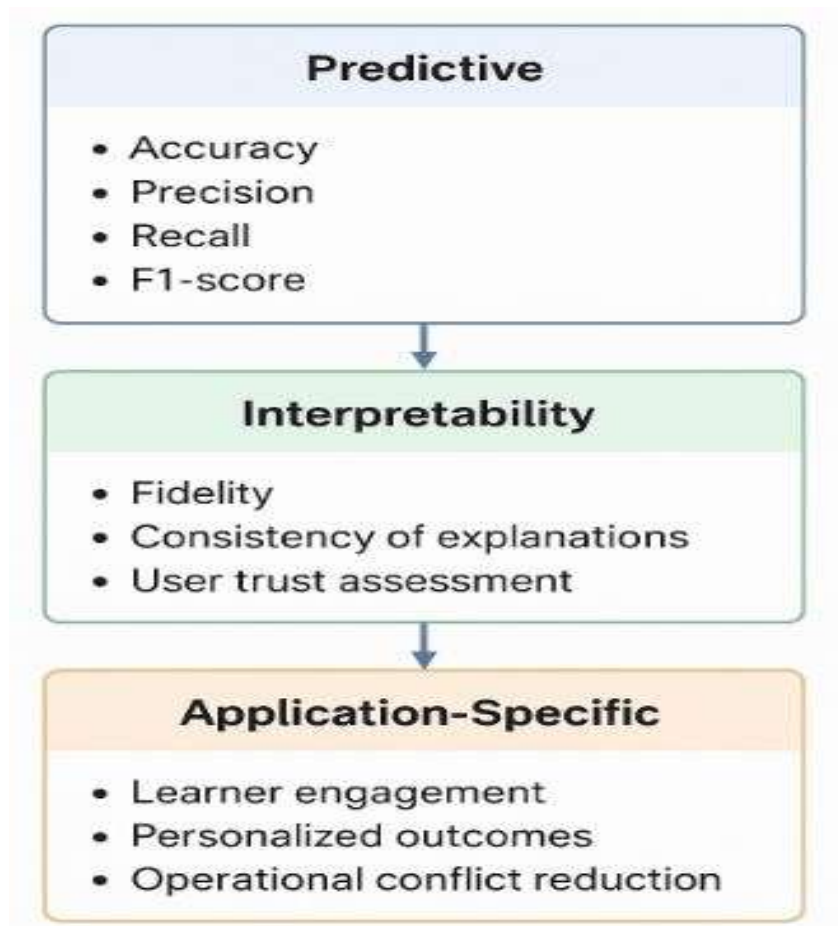 Predictive
• Accuracy
• Precision
• Recall
• F1-score
Interpretability
• Fidelity
• Consistency of explanations
• User trust assessment
Application-Specific
• Learner engagement
• Personalized outcomes
• Operational conflict reduction